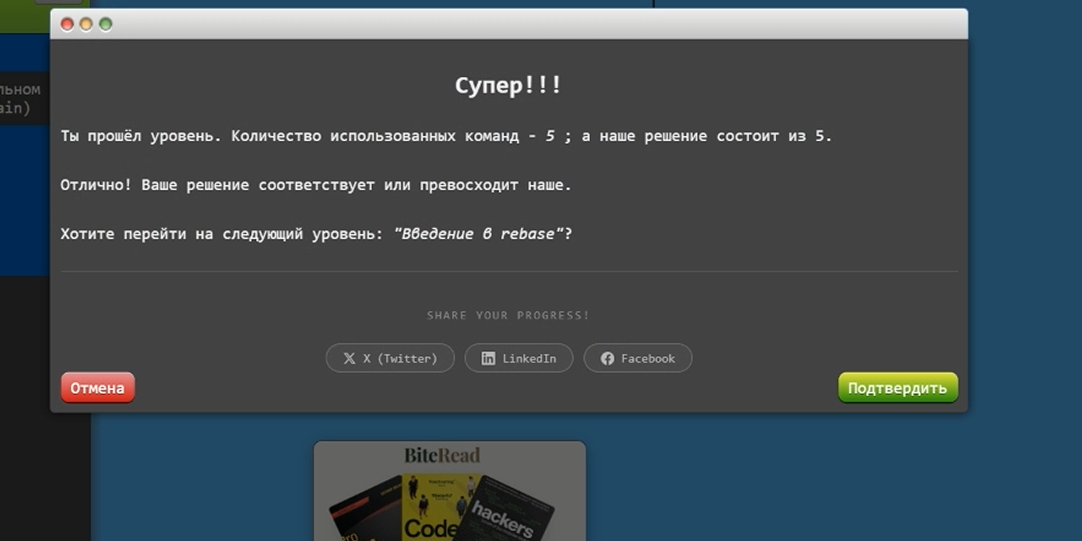 льном
ain)
Супер!!!
Ты прошёл уровень. Количество использованных команд - 5 ; а наше решение состоит из 5.
Отлично! Ваше решение соответствует или превосходит наше.
Хотите перейти на следующий уровень: "Введение в rebase"?
SHARE YOUR PROGRESS!
X (Twitter)
LinkedIn
Facebook
Отмена
Подтвердить
BiteRead
Code
hackers